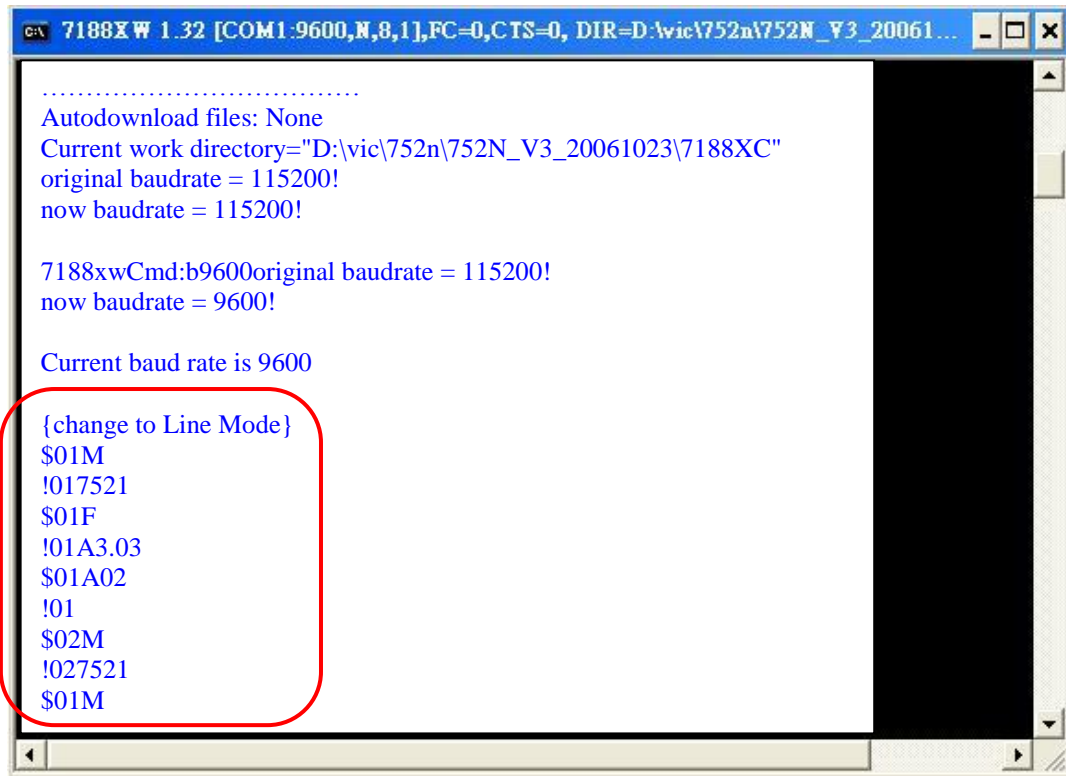 7188XW 1.32 [COM1:9600,N,8,1],FC=0,CTS=0, DIR=D:\vic\752n\752N_V3_20061...
....................................
Autodownload files: None
Current work directory="D:\vic\752n\752N_V3_20061023\7188XC"
original baudrate = 115200!
now baudrate = 115200!
7188xwCmd:b9600original baudrate = 115200!
now baudrate = 9600!
Current baud rate is 9600
{change to Line Mode}
$01M
!017521
$01F
!01A3.03
$01A02
!01
$02M
!027521
$01M